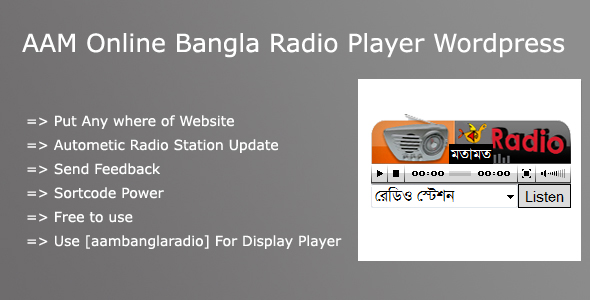 AAM Online Bangla Radio Player Wordpress
=> Put Any where of Website
=> Autometic Radio Station Update
=> Send Feedback
=> Sortcode Power
=> Free to use
=> Use [aambanglaradio] For Display Player
Radio
মতামত
00:00 00:00
রেডিও স্টেশন Listen